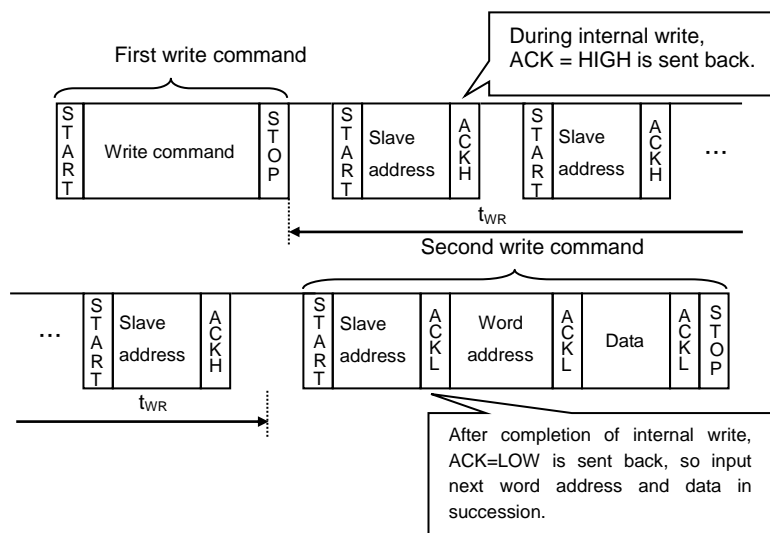 First write command
During internal write,
ACK = HIGH is sent back.
START
Write command
STOP
START
Slave
address
ACKH
START
Slave
address
ACKH
...
tWR
Second write command
...
START
Slave
address
ACKH
START
Slave
address
ACKL
Word
address
ACKL
Data
ACKL
STOP
tWR
After completion of internal write,
ACK=LOW is sent back, so input
next word address and data in
succession.